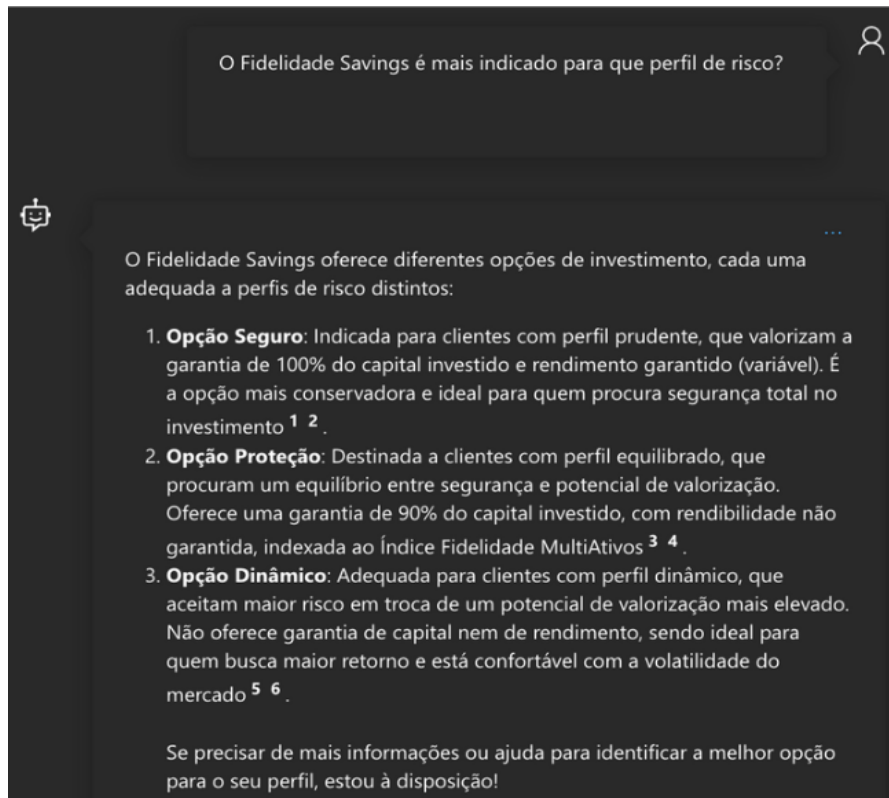 O Fidelidade Savings é mais indicado para que perfil de risco?
...
O Fidelidade Savings oferece diferentes opções de investimento, cada uma
adequada a perfis de risco distintos:
1. Opção Seguro: Indicada para clientes com perfil prudente, que valorizam a
garantia de 100% do capital investido e rendimento garantido (variável). É
a opção mais conservadora e ideal para quem procura segurança total no
investimento 1 2 .
2. Opção Proteção: Destinada a clientes com perfil equilibrado, que
procuram um equilíbrio entre segurança e potencial de valorização.
Oferece uma garantia de 90% do capital investido, com rendibilidade não
garantida, indexada ao Índice Fidelidade MultiAtivos 3 4 .
3. Opção Dinâmico: Adequada para clientes com perfil dinâmico, que
aceitam maior risco em troca de um potencial de valorização mais elevado.
Não oferece garantia de capital nem de rendimento, sendo ideal para
quem busca maior retorno e está confortável com a volatilidade do
mercado 5 6 .
Se precisar de mais informações ou ajuda para identificar a melhor opção
para o seu perfil, estou à disposição!